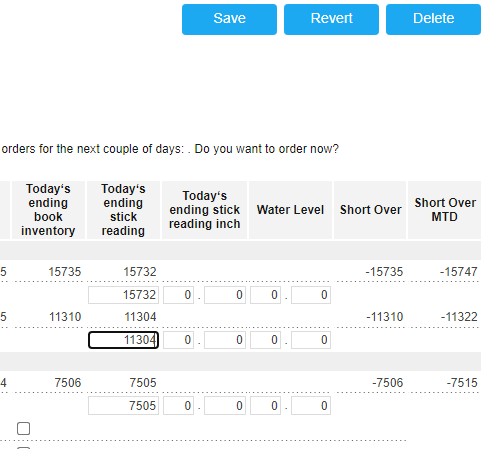 Save Revert Delete
orders for the next couple of days: . Do you want to order now?
Today's ending book inventory Today's ending stick reading Today's ending stick reading inch Water Level Short Over Short Over MTD
5 15735 15732 -15735 -15747
15732 0 . 0 0 . 0
5 11310 11304 -11310 -11322
11304 0 . 0 0 . 0
4 7506 7505 -7506 -7515
7505 0 . 0 0 . 0